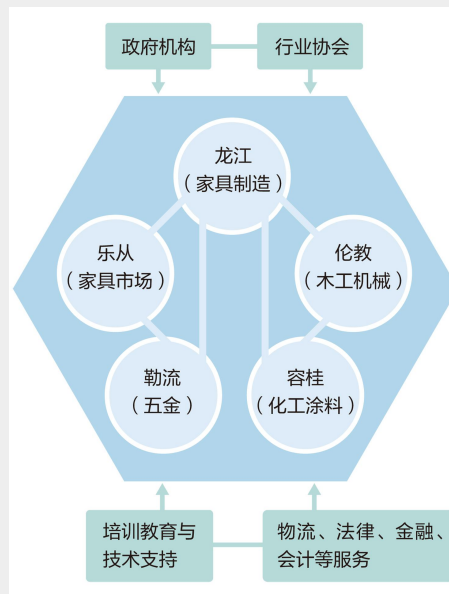 政府机构
行业协会
龙江
（家具制造）
乐从
（家具市场）
伦教
（木工机械）
勒流
（五金）
容桂
（化工涂料）
培训教育与
技术支持
物流、法律、金融、
会计等服务